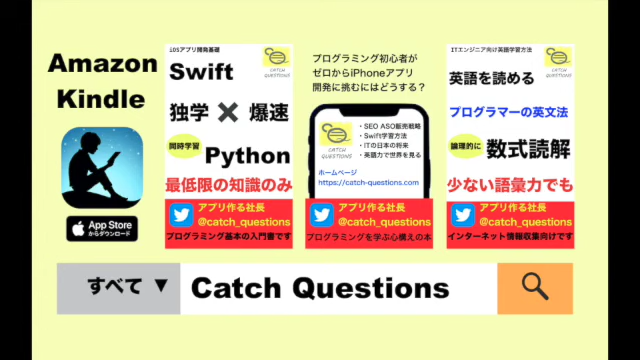 Amazon
Kindle
App Store
からダウンロード
iOSアプリ開発基礎
CATCH
QUESTIONS
Swift
独学 ✖ 爆速
同時学習
Python
最低限の知識のみ
アプリ作る社長
@catch_questions
プログラミング基本の入門書です
プログラミング初心者が
ゼロからiPhoneアプリ
開発に挑むにはどうする?
CATCH
QUESTIONS
・SEO ASO販売戦略
・Swift学習方法
・ITの日本の将来
・英語力で世界を見る
ホームページ
https://catch-questions.com
アプリ作る社長
@catch_questions
プログラミングを学ぶ心構えの本
ITエンジニア向け英語学習方法
CATCH
QUESTIONS
英語を読める
プログラマーの英文法
論理的に
数式読解
少ない語彙力でも
アプリ作る社長
@catch_questions
インターネット情報収集向けです
すべて ▼
Catch Questions